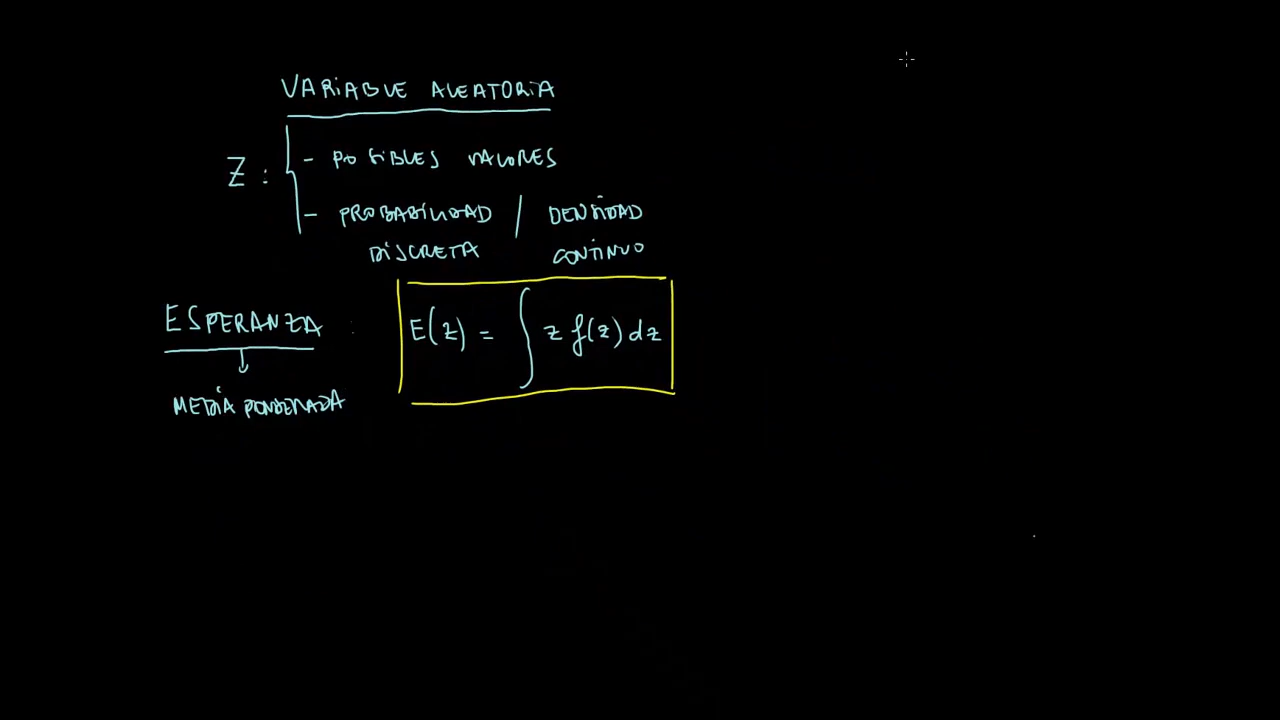 VARIABLE ALEATORIA
Z : - POSIBLES VALORES
- PROBABILIDAD / DENSIDAD
DISCRETA CONTINUO
ESPERANZA : E(z) = ∫ z f(z) dz
MEDIA PONDERADA